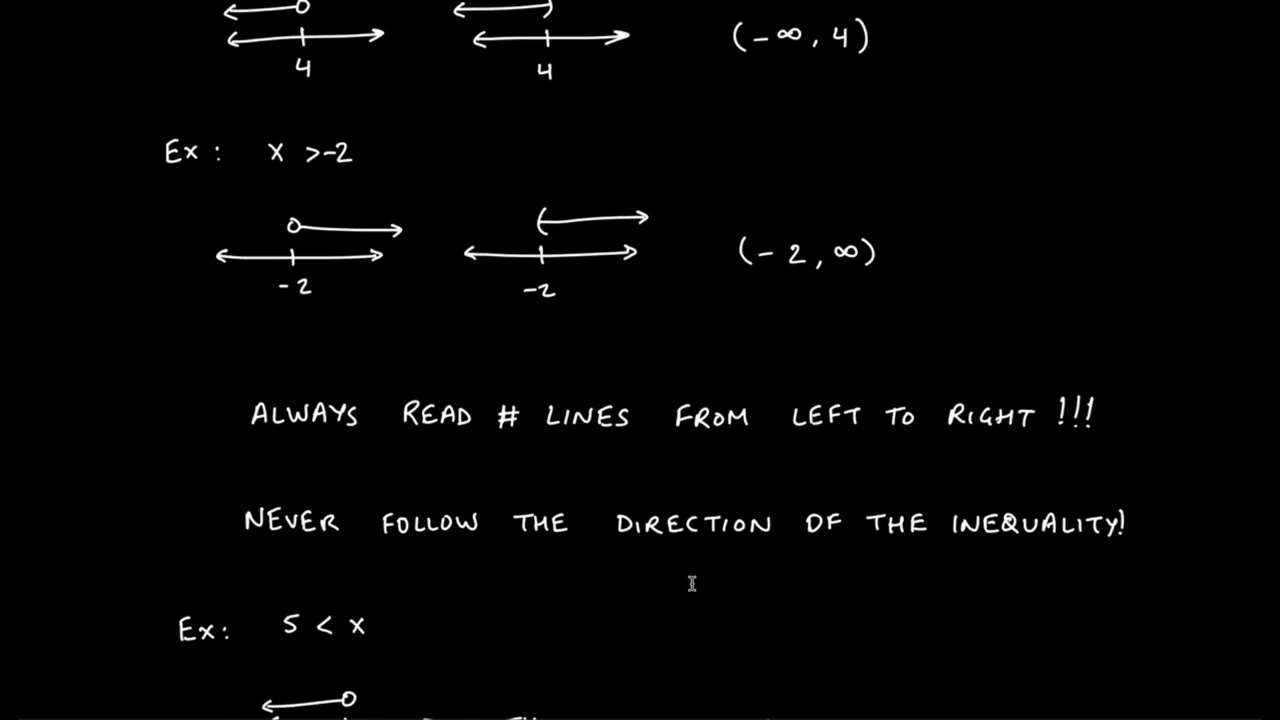 4 4 (-∞, 4)
Ex: x >-2
-2 -2 (-2, ∞)
ALWAYS READ # LINES FROM LEFT TO RIGHT!!!
NEVER FOLLOW THE DIRECTION OF THE INEQUALITY!
Ex: 5 < x